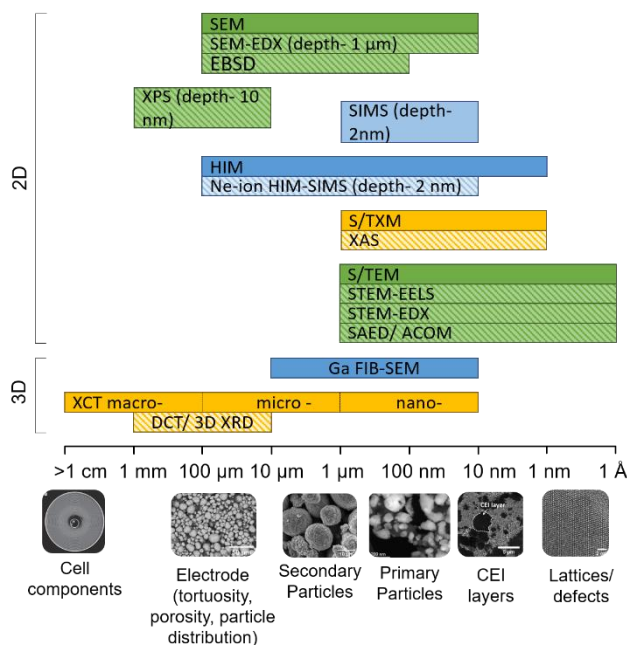 SEM
SEM-EDX (depth- 1 µm)
EBSD
XPS (depth- 10
nm)
SIMS (depth-
2nm)
HIM
Ne-ion HIM-SIMS (depth- 2 nm)
S/TXM
XAS
S/TEM
STEM-EELS
STEM-EDX
SAED/ ACOM
2D
Ga FIB-SEM
XCT macro- micro - nano-
DCT/ 3D XRD
3D
>1 cm 1 mm 100 µm 10 µm 1 µm 100 nm 10 nm 1 nm 1 Å
CEI layer
Cell
components
Electrode
(tortuosity,
porosity, particle
distribution)
Secondary
Particles
Primary
Particles
CEI
layers
Lattices/
defects